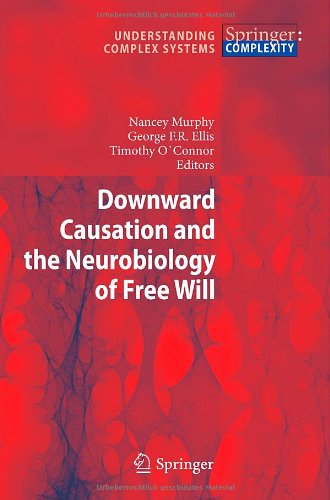 Urheberrechtlich geschütztes Material
UNDERSTANDING
COMPLEX SYSTEMS
Springer:
COMPLEXITY
Nancey Murphy
George F.R. Ellis
Timothy O`Connor
Editors
Downward
Causation and
the Neurobiology
of Free Will
Springer
Urheberrechtlich geschütztes Material